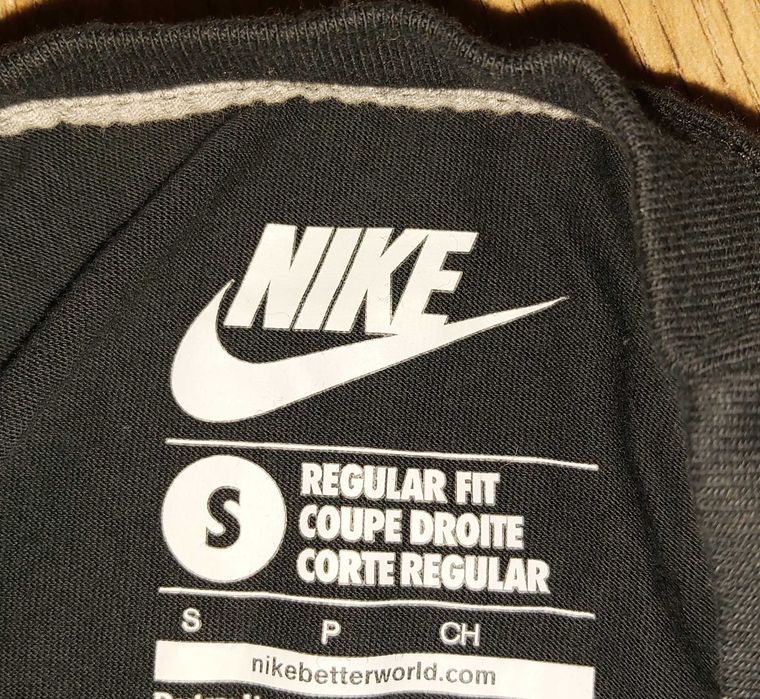 NIKE
S
REGULAR FIT
COUPE DROITE
CORTE REGULAR
S P CH
nikebetterworld.com